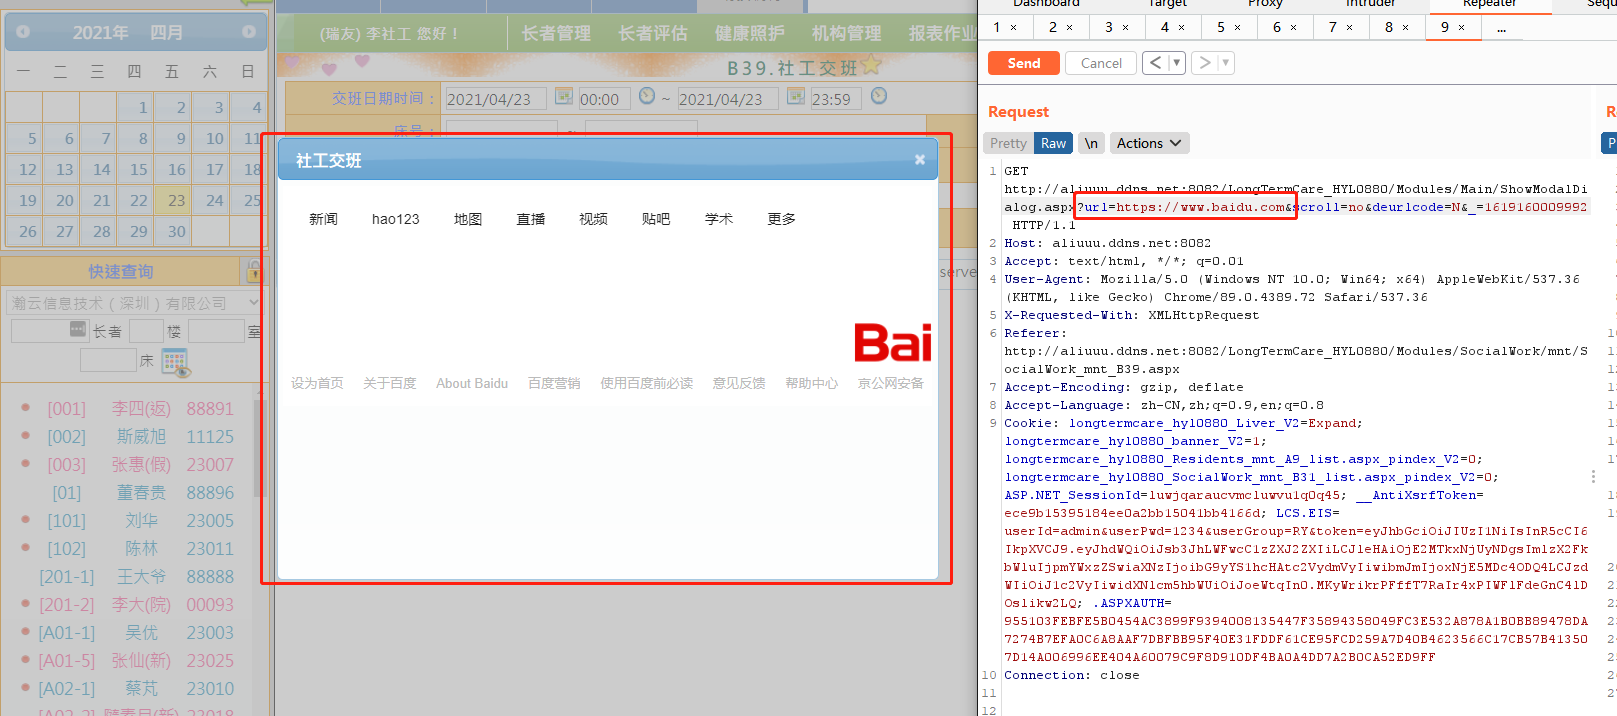 2021年 四月
一 二 三 四 五 六 日
1 2 3 4
5 6 7 8 9 10 11
12 13 14 15 16 17 18
19 20 21 22 23 24 25
26 27 28 29 30
快速查询
瀚云信息技术（深圳）有限公司
长者 楼 室
床
[001] 李四(返) 88891
[002] 斯威旭 11125
[003] 张惠(假) 23007
[01] 董春贵 88896
[101] 刘华 23005
[102] 陈林 23011
[201-1] 王大爷 88888
[201-2] 李大(院) 00093
[A01-1] 吴优 23003
[A01-5] 张仙(新) 23025
[A02-1] 蔡芃 23010
(瑞友) 李社工 您好！ 长者管理 长者评估 健康照护 机构管理 报表作业
B39.社工交班
交班日期时间： 2021/04/23 00:00 ~ 2021/04/23 23:59
床号：
~
serve
社工交班 ×
新闻 hao123 地图 直播 视频 贴吧 学术 更多
Bai
设为首页 关于百度 About Baidu 百度营销 使用百度前必读 意见反馈 帮助中心 京公网安备
Dashboard Target Proxy Intruder Repeater Sequ
1 × 2 × 3 × 4 × 5 × 6 × 7 × 8 × 9 × ...
Send Cancel < ▼ > ▼
Request
Pretty Raw \n Actions
1 GET
http://aliuuu.ddns.net:8082/LongTermCare_HYL0880/Modules/Main/ShowModalDi
alog.aspx?url=https://www.baidu.com&scroll=no&deurlcode=N&_=1619160009992
HTTP/1.1
2 Host: aliuuu.ddns.net:8082
3 Accept: text/html, */*; q=0.01
4 User-Agent: Mozilla/5.0 (Windows NT 10.0; Win64; x64) AppleWebKit/537.36
(KHTML, like Gecko) Chrome/89.0.4389.72 Safari/537.36
5 X-Requested-With: XMLHttpRequest
6 Referer:
http://aliuuu.ddns.net:8082/LongTermCare_HYL0880/Modules/SocialWork/mnt/S
ocialWork_mnt_B39.aspx
7 Accept-Encoding: gzip, deflate
8 Accept-Language: zh-CN,zh;q=0.9,en;q=0.8
9 Cookie: longtermcare_hyl0880_Liver_V2=Expand;
longtermcare_hyl0880_banner_V2=1;
longtermcare_hyl0880_Residents_mnt_A9_list.aspx_pindex_V2=0;
longtermcare_hyl0880_SocialWork_mnt_B31_list.aspx_pindex_V2=0;
ASP.NET_SessionId=luwjqaraucvmcluwvulq0q45; __AntiXsrfToken=
ece9b15395184ee0a2bb15041bb4166d; LCS.EIS=
userId=admin&userPwd=1234&userGroup=RY&token=eyJhbGciOiJIUzI1NiIsInR5cCI6
IkpXVCJ9.eyJhdWQiOiJsb3JhLWFwcC1zZXJ2ZXIiLCJleHAiOjE2MTkxNjUyNDgsImlzX2Fk
bWluIjpmYWxzZSwiaXNzIjoibG9yYS1hcHAtc2VydmVyIiwibmJmIjoxNjE5MDc4ODQ4LCJzd
WIiOiJ1c2VyIiwidXNlcm5hbWUiOiJoeWtqIn0.MKyWrikrPFffT7RaIr4xPIWFlFdeGnC41D
Oslikw2LQ; .ASPXAUTH=
955103FEBFE5B0454AC3899F9394008135447F35894358049FC3E532A878A1B0BB89478DA
7274B7EFA0C6A8AAF7DBFBB95F40E31FDDF61CE95FCD259A7D40B4623566C17CB57B41350
7D14A006996EE404A60079C9F8D910DF4BA0A4DD7A2B0CA52ED9FF
10 Connection: close
11
12